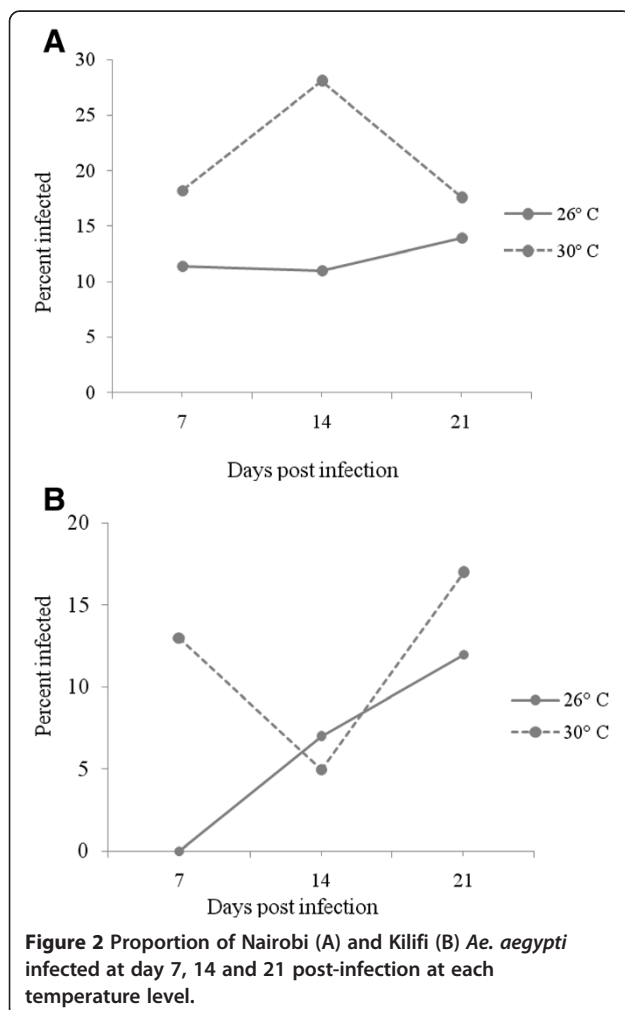 A
30
25
20
15
10
5
0
Percent infected
7 14 21
Days post infection
26° C
30° C
B
20
15
10
5
0
Percent infected
7 14 21
Days post infection
26° C
30° C
Figure 2 Proportion of Nairobi (A) and Kilifi (B) Ae. aegypti
infected at day 7, 14 and 21 post-infection at each
temperature level.